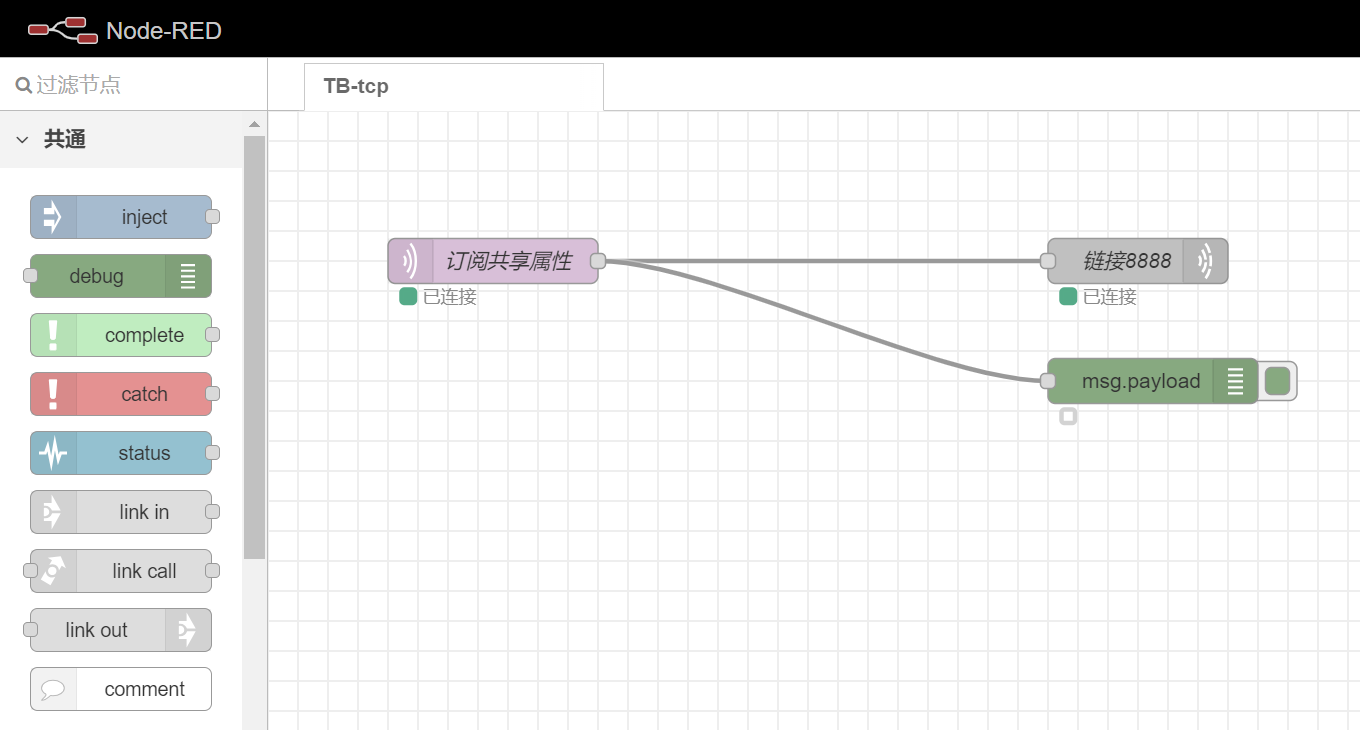 Node-RED
过滤节点
TB-tcp
共通
inject
debug
complete
catch
status
link in
link call
link out
comment
订阅共享属性
已连接
链接8888
已连接
msg.payload